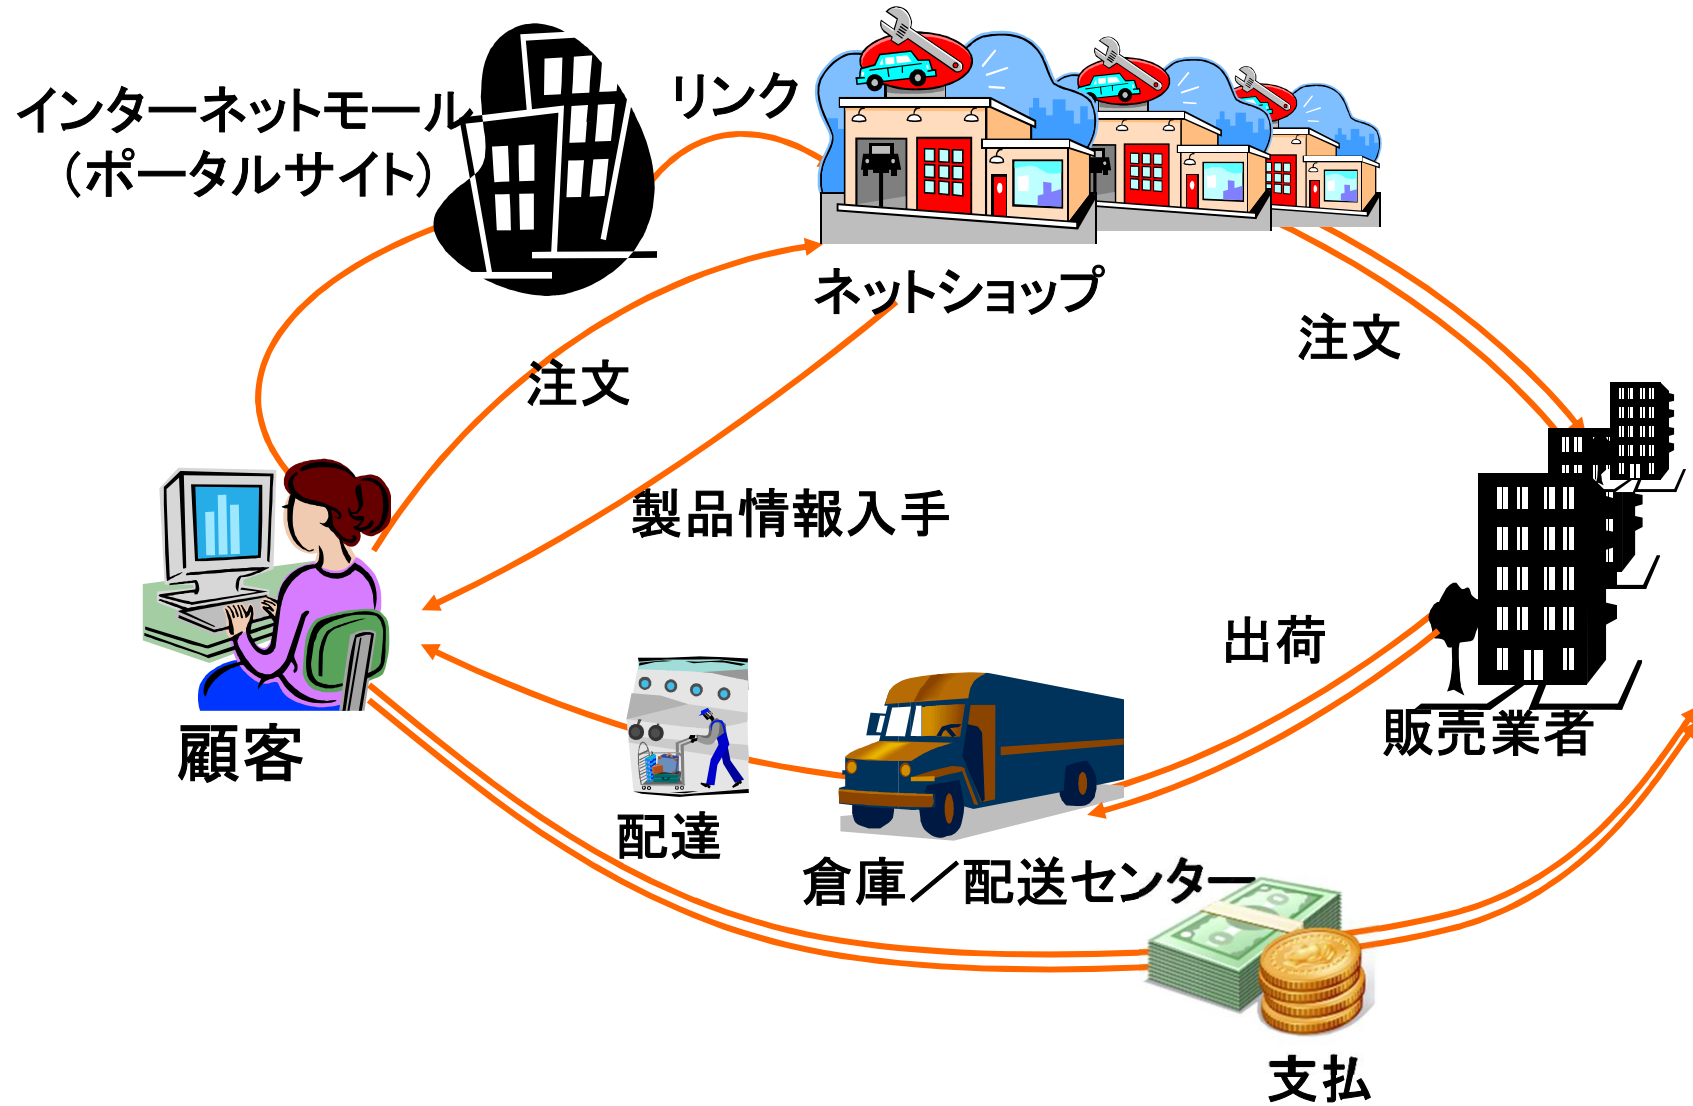 インターネットモール
（ポータルサイト）
リンク
ネットショップ
注文
注文
製品情報入手
出荷
販売業者
顧客
配達
倉庫／配送センター
支払